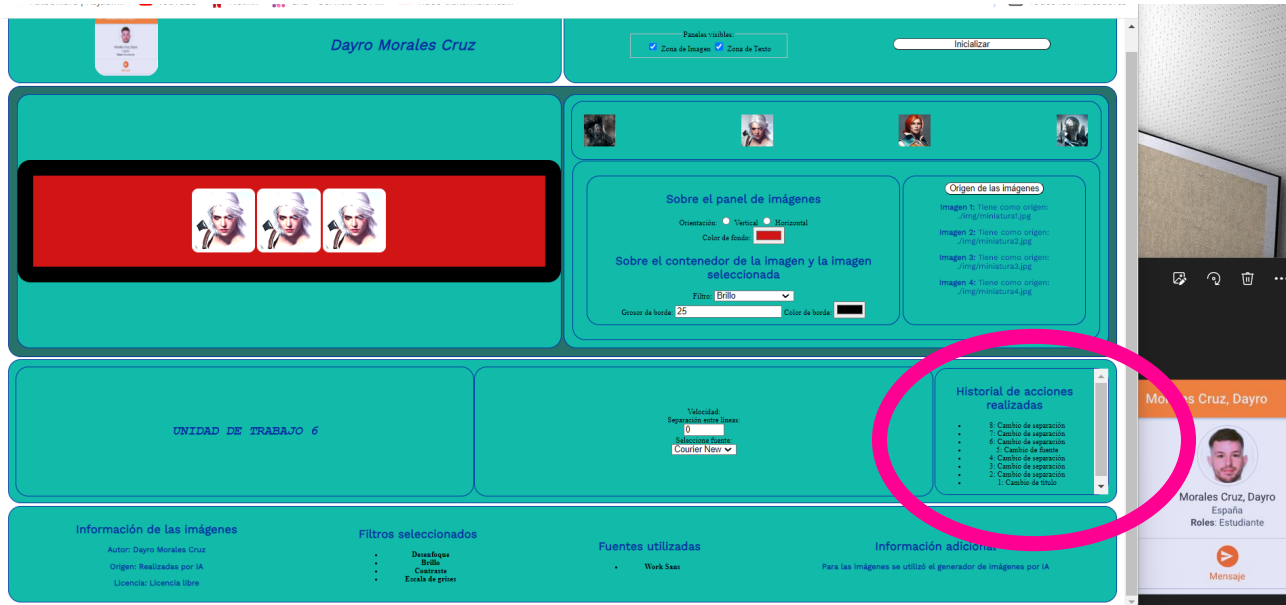 Dayro Morales Cruz
Paneles visibles:
Zona de Imagen Zona de Texto
Inicializar
Sobre el panel de imágenes
Orientación: Vertical Horizontal
Color de fondo:
Sobre el contenedor de la imagen y la imagen
seleccionada
Filtro: Brillo
Grosor de borde: 25 Color de borde:
Origen de las imágenes
Imagen 1: Tiene como origen:
./img/miniatura1.jpg
Imagen 2: Tiene como origen:
./img/miniatura2.jpg
Imagen 3: Tiene como origen:
./img/miniatura3.jpg
Imagen 4: Tiene como origen:
./img/miniatura4.jpg
UNIDAD DE TRABAJO 6
Velocidad:
Separación entre líneas:
0
Seleccione fuente:
Courier New
Historial de acciones
realizadas
8: Cambio de separación
7: Cambio de separación
6: Cambio de separación
5: Cambio de fuente
4: Cambio de separación
3: Cambio de separación
2: Cambio de separación
1: Cambio de título
Información de las imágenes
Autor: Dayro Morales Cruz
Origen: Realizadas por IA
Licencia: Licencia libre
Filtros seleccionados
Desenfoque
Brillo
Contraste
Escala de grises
Fuentes utilizadas
Work Sans
Información adicional
Para las imágenes se utilizó el generador de imágenes por IA
Morales Cruz, Dayro
Morales Cruz, Dayro
España
Roles: Estudiante
Mensaje